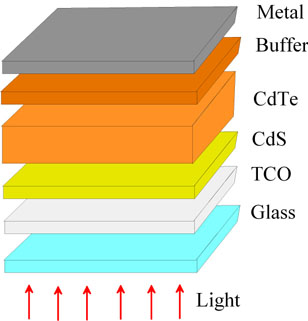 Metal
Buffer
CdTe
CdS
TCO
Glass
Light